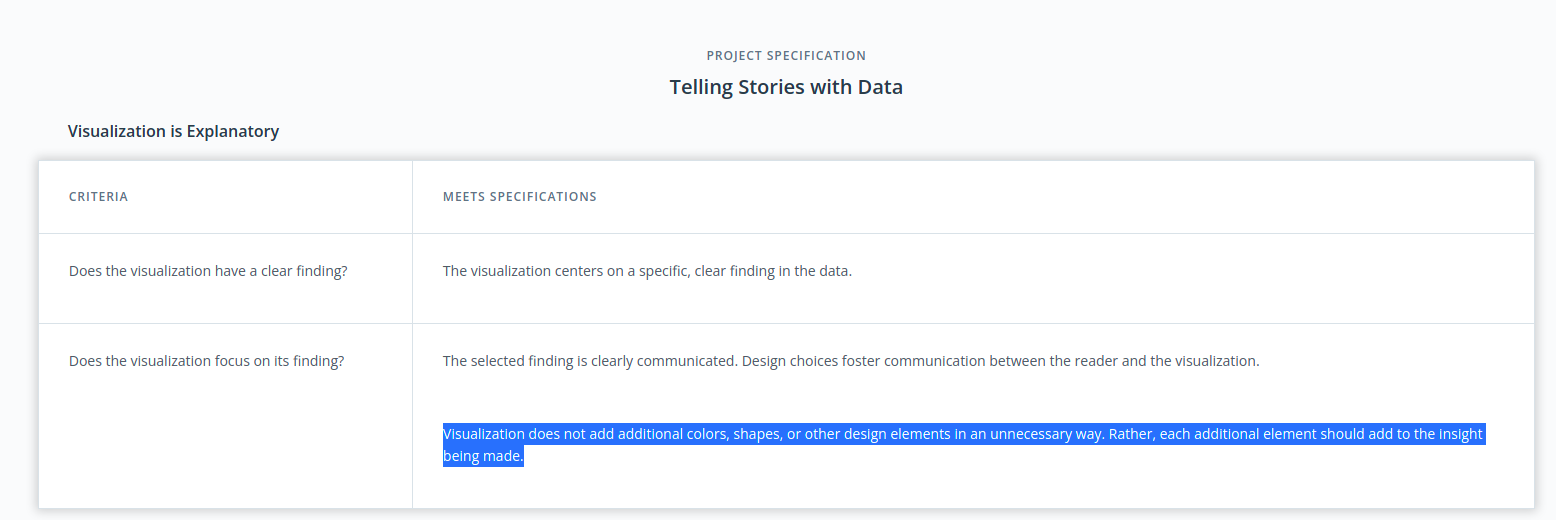 PROJECT SPECIFICATION
Telling Stories with Data
Visualization is Explanatory
CRITERIA
MEETS SPECIFICATIONS
Does the visualization have a clear finding?
The visualization centers on a specific, clear finding in the data.
Does the visualization focus on its finding?
The selected finding is clearly communicated. Design choices foster communication between the reader and the visualization.
Visualization does not add additional colors, shapes, or other design elements in an unnecessary way. Rather, each additional element should add to the insight
being made.